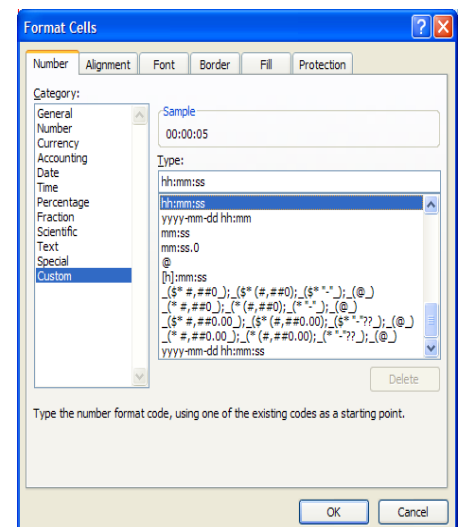 Format Cells
Number Alignment Font Border Fill Protection
Category:
General
Number
Currency
Accounting
Date
Time
Percentage
Fraction
Scientific
Text
Special
Custom
Sample
00:00:05
Type:
hh:mm:ss
hh:mm:ss
yyyy-mm-dd hh:mm
mm:ss
mm:ss.0
@
[h]:mm:ss
_($* #,##0_);_($* (#,##0);_($* "-"_);_(@_)
_(* #,##0_);_(* (#,##0);_(* "-"_);_(@_)
_($* #,##0.00_);_($* (#,##0.00);_($* "-"??_);_(@_)
_(* #,##0.00_);_(* (#,##0.00);_(* "-"??_);_(@_)
yyyy-mm-dd hh:mm:ss
Delete
Type the number format code, using one of the existing codes as a starting point.
OK Cancel